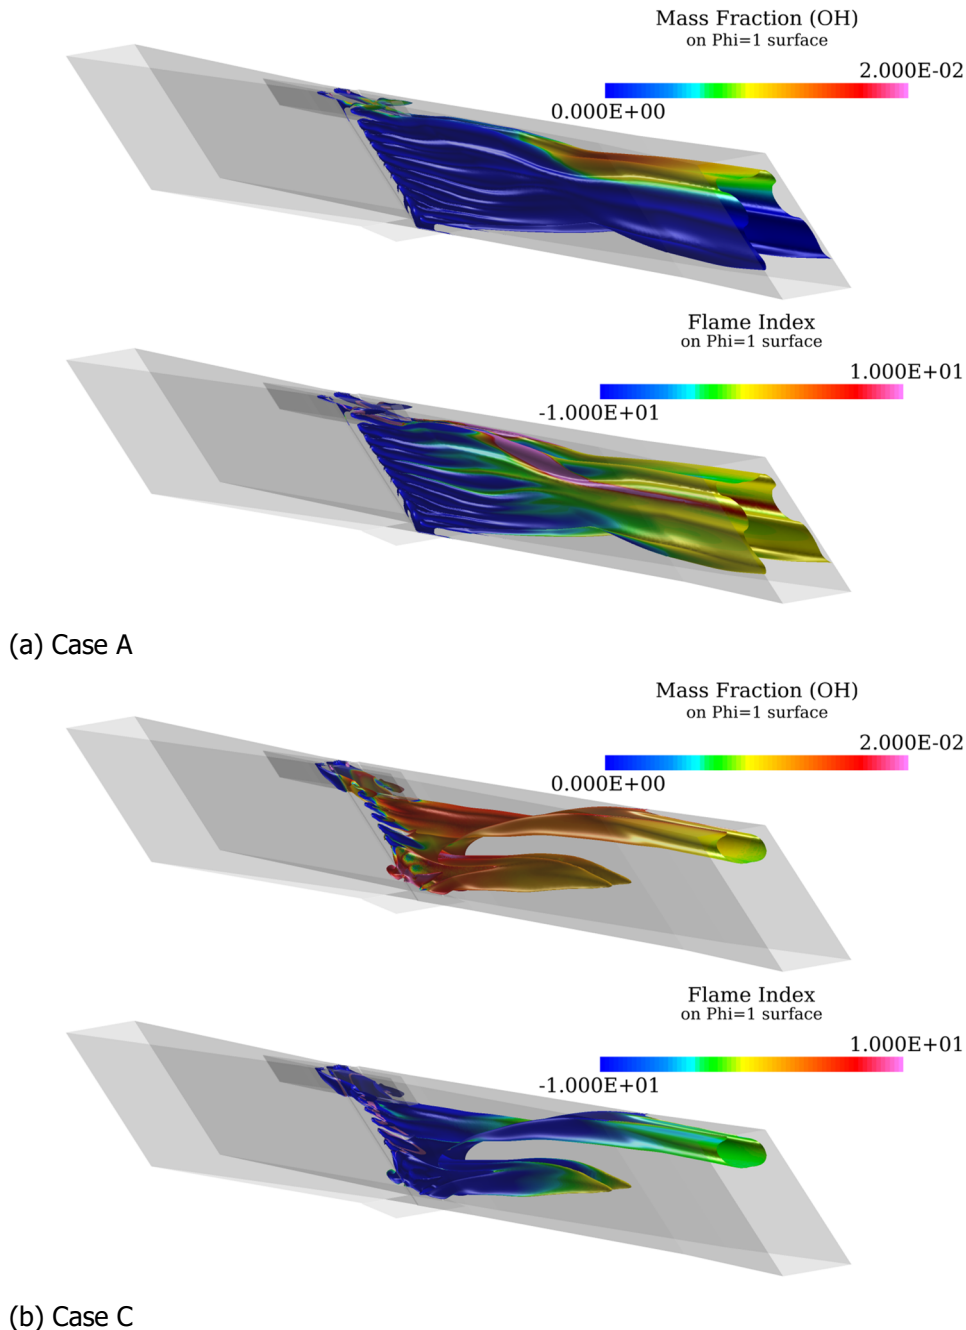 Mass Fraction (OH)
on Phi=1 surface
2.000E-02
0.000E+00
Flame Index
on Phi=1 surface
1.000E+01
-1.000E+01
(a) Case A
Mass Fraction (OH)
on Phi=1 surface
2.000E-02
0.000E+00
Flame Index
on Phi=1 surface
1.000E+01
-1.000E+01
(b) Case C